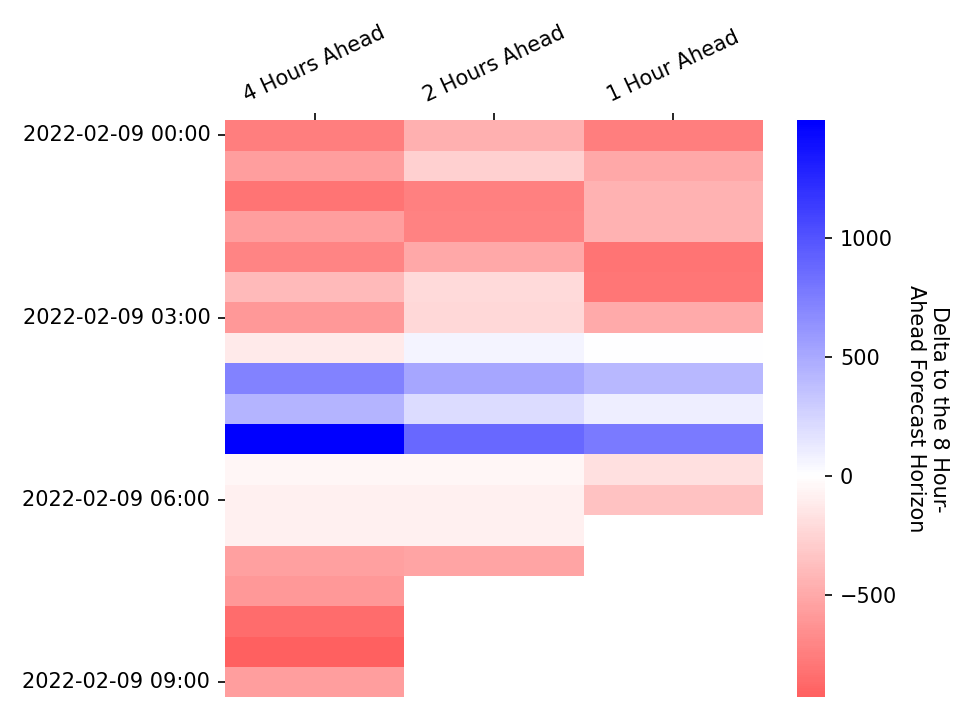 4 Hours Ahead
2 Hours Ahead
1 Hour Ahead
2022-02-09 00:00
2022-02-09 03:00
2022-02-09 06:00
2022-02-09 09:00
1000
500
0
−500
Delta to the 8 Hour-
Ahead Forecast Horizon